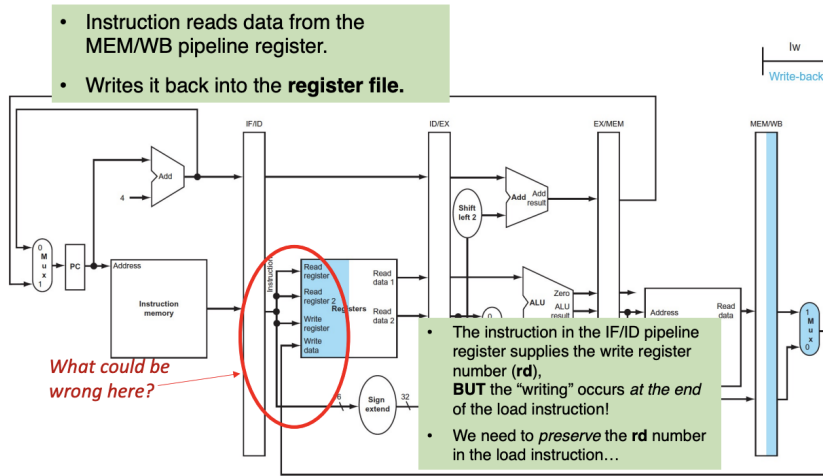 • Instruction reads data from the
MEM/WB pipeline register.
• Writes it back into the register file.
lw
Write-back
IF/ID
ID/EX
EX/MEM
MEM/WB
Add
4
Shift
left 2
Add
Add
result
0
M
u
x
1
PC
Address
Instruction
memory
Instruction
Read
register
Read
register 2
Write
register
Write
data
Registers
Read
data 1
Read
data 2
0
ALU
Zero
ALU
result
Address
Read
data
1
M
u
x
0
What could be
wrong here?
6
Sign
extend
32
• The instruction in the IF/ID pipeline
register supplies the write register
number (rd),
BUT the “writing” occurs at the end
of the load instruction!
• We need to preserve the rd number
in the load instruction…